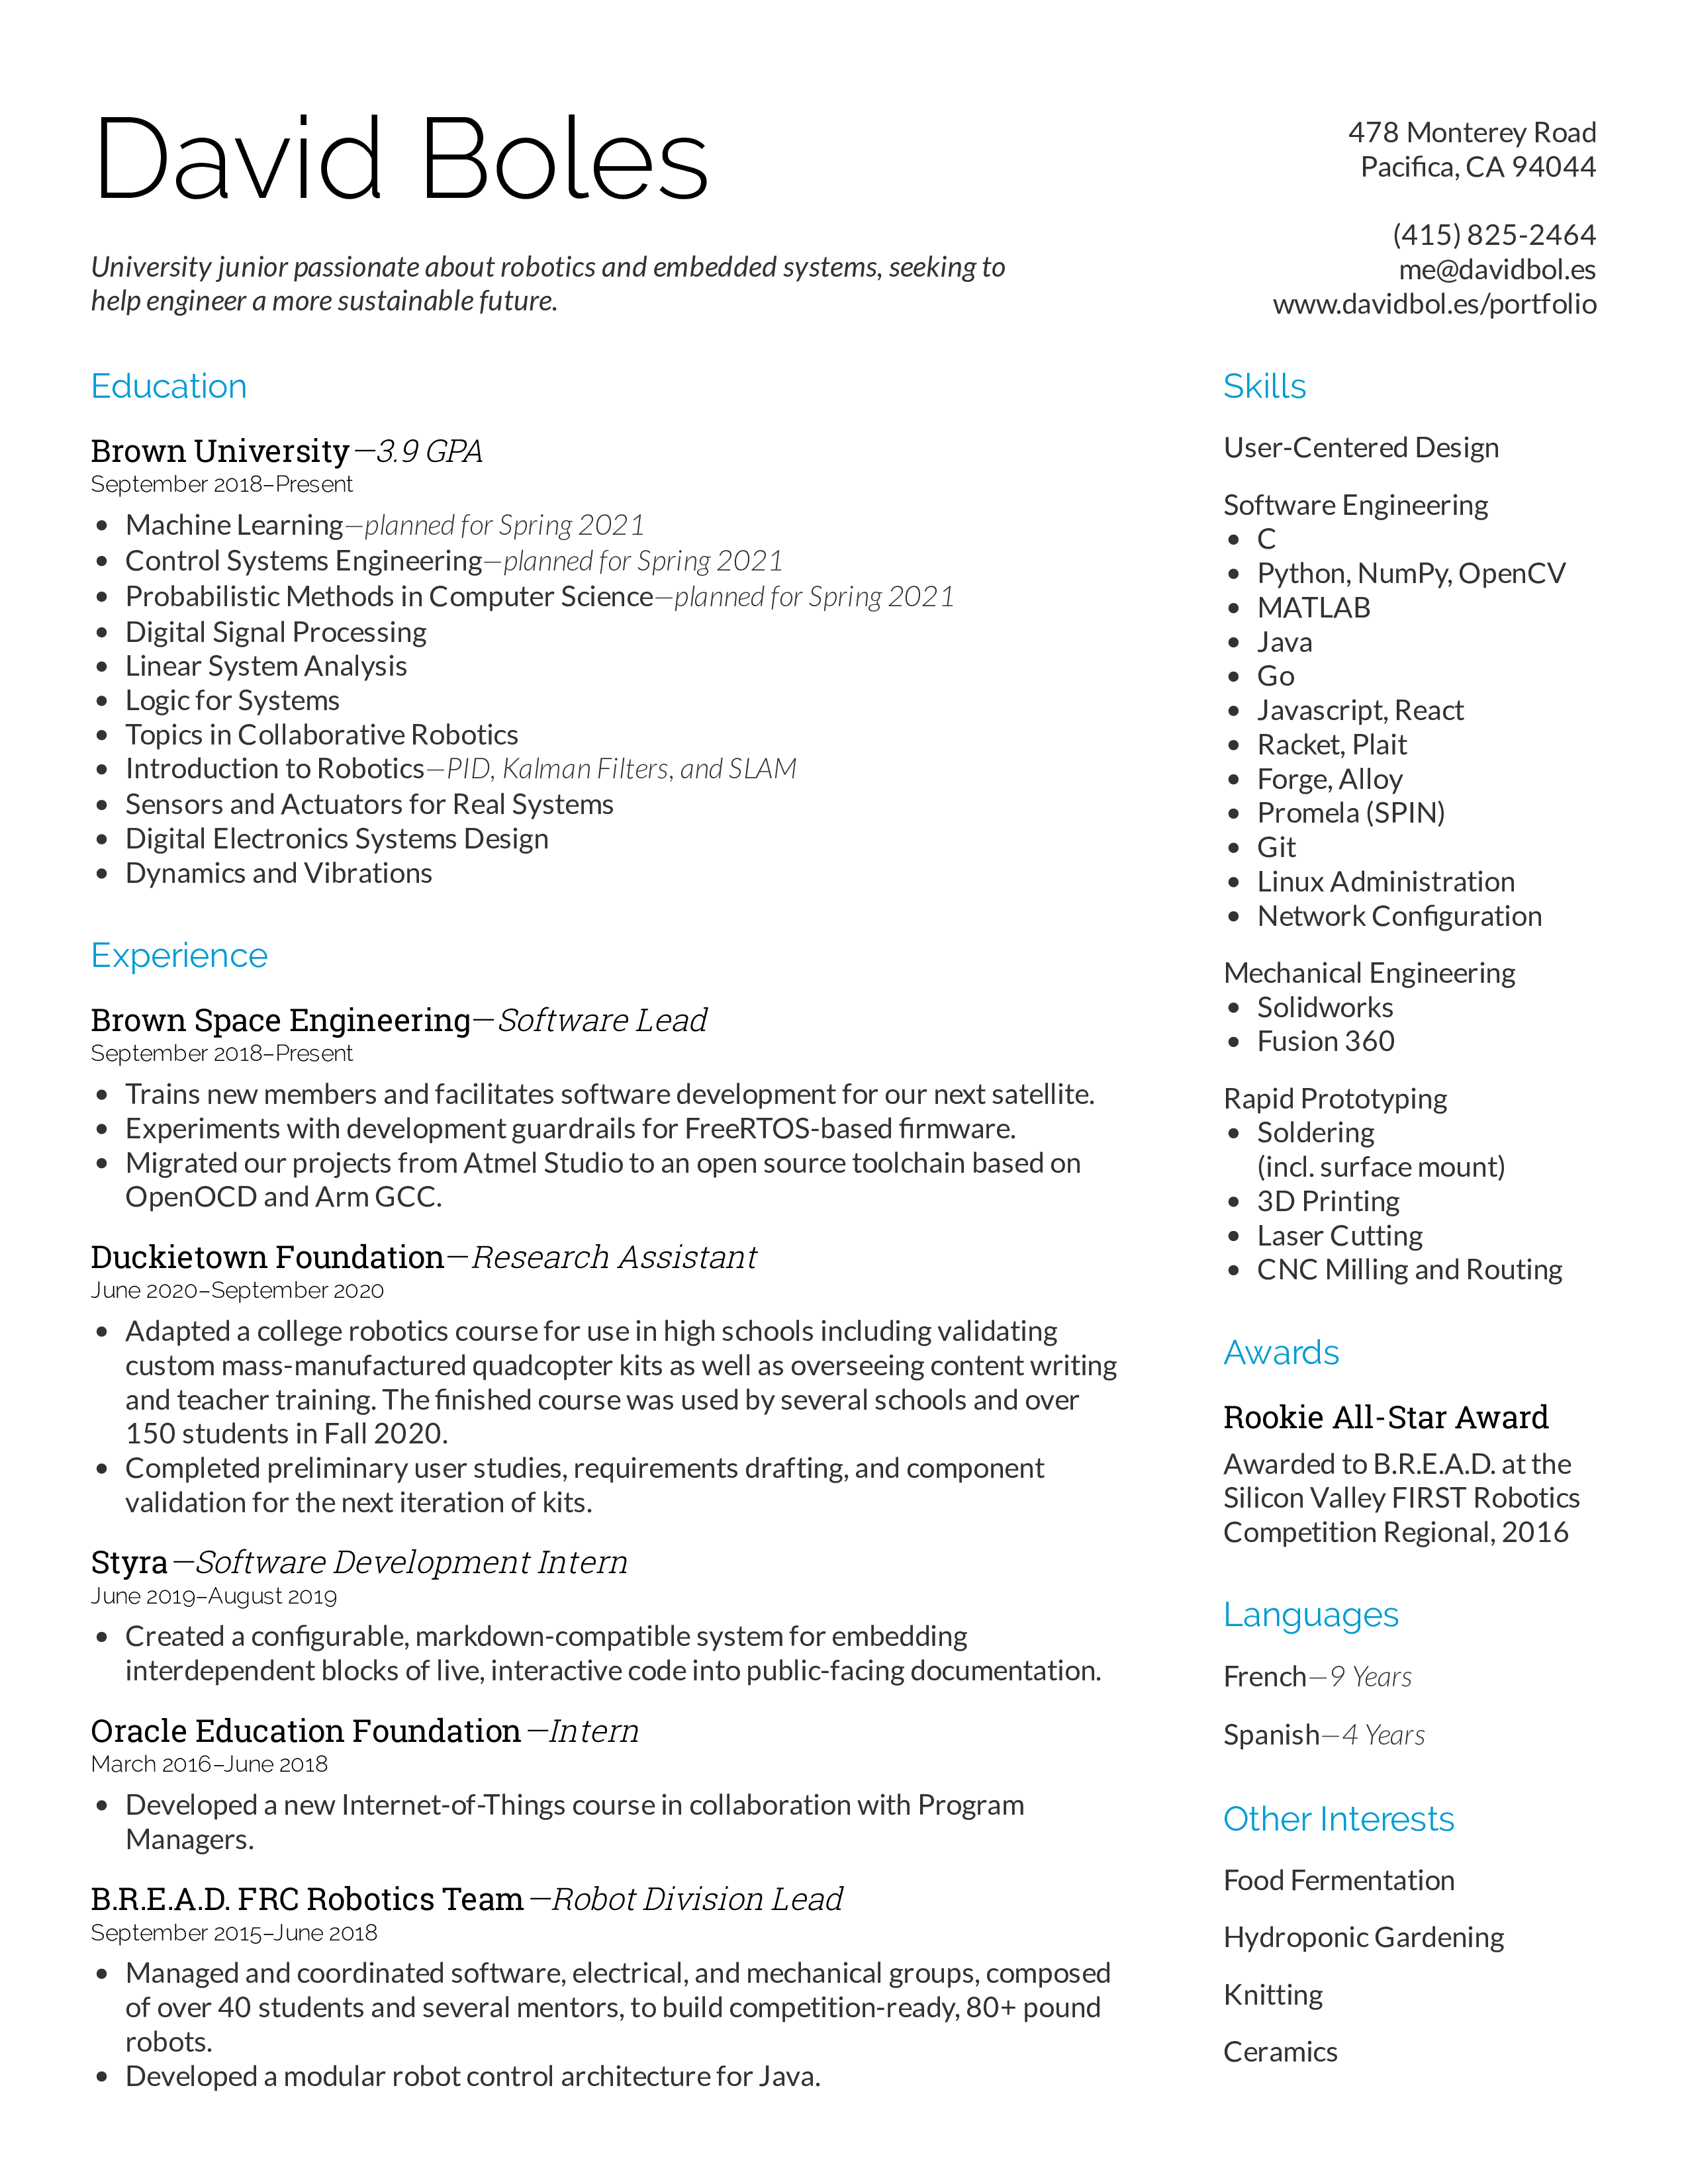 David Boles
University junior passionate about robotics and embedded systems, seeking to
help engineer a more sustainable future.
478 Monterey Road
Pacifica, CA 94044
(415) 825-2464
me@davidbol.es
www.davidbol.es/portfolio
Education
Brown University—3.9 GPA
September 2018–Present
• Machine Learning—planned for Spring 2021
• Control Systems Engineering—planned for Spring 2021
• Probabilistic Methods in Computer Science—planned for Spring 2021
• Digital Signal Processing
• Linear System Analysis
• Logic for Systems
• Topics in Collaborative Robotics
• Introduction to Robotics—PID, Kalman Filters, and SLAM
• Sensors and Actuators for Real Systems
• Digital Electronics Systems Design
• Dynamics and Vibrations
Experience
Brown Space Engineering—Software Lead
September 2018–Present
• Trains new members and facilitates software development for our next satellite.
• Experiments with development guardrails for FreeRTOS-based firmware.
• Migrated our projects from Atmel Studio to an open source toolchain based on
OpenOCD and Arm GCC.
Duckietown Foundation—Research Assistant
June 2020–September 2020
• Adapted a college robotics course for use in high schools including validating
custom mass-manufactured quadcopter kits as well as overseeing content writing
and teacher training. The finished course was used by several schools and over
150 students in Fall 2020.
• Completed preliminary user studies, requirements drafting, and component
validation for the next iteration of kits.
Styra—Software Development Intern
June 2019–August 2019
• Created a configurable, markdown-compatible system for embedding
interdependent blocks of live, interactive code into public-facing documentation.
Oracle Education Foundation—Intern
March 2016–June 2018
• Developed a new Internet-of-Things course in collaboration with Program
Managers.
B.R.E.A.D. FRC Robotics Team—Robot Division Lead
September 2015–June 2018
• Managed and coordinated software, electrical, and mechanical groups, composed
of over 40 students and several mentors, to build competition-ready, 80+ pound
robots.
• Developed a modular robot control architecture for Java.
Skills
User-Centered Design
Software Engineering
• C
• Python, NumPy, OpenCV
• MATLAB
• Java
• Go
• Javascript, React
• Racket, Plait
• Forge, Alloy
• Promela (SPIN)
• Git
• Linux Administration
• Network Configuration
Mechanical Engineering
• Solidworks
• Fusion 360
Rapid Prototyping
• Soldering
(incl. surface mount)
• 3D Printing
• Laser Cutting
• CNC Milling and Routing
Awards
Rookie All-Star Award
Awarded to B.R.E.A.D. at the
Silicon Valley FIRST Robotics
Competition Regional, 2016
Languages
French—9 Years
Spanish—4 Years
Other Interests
Food Fermentation
Hydroponic Gardening
Knitting
Ceramics